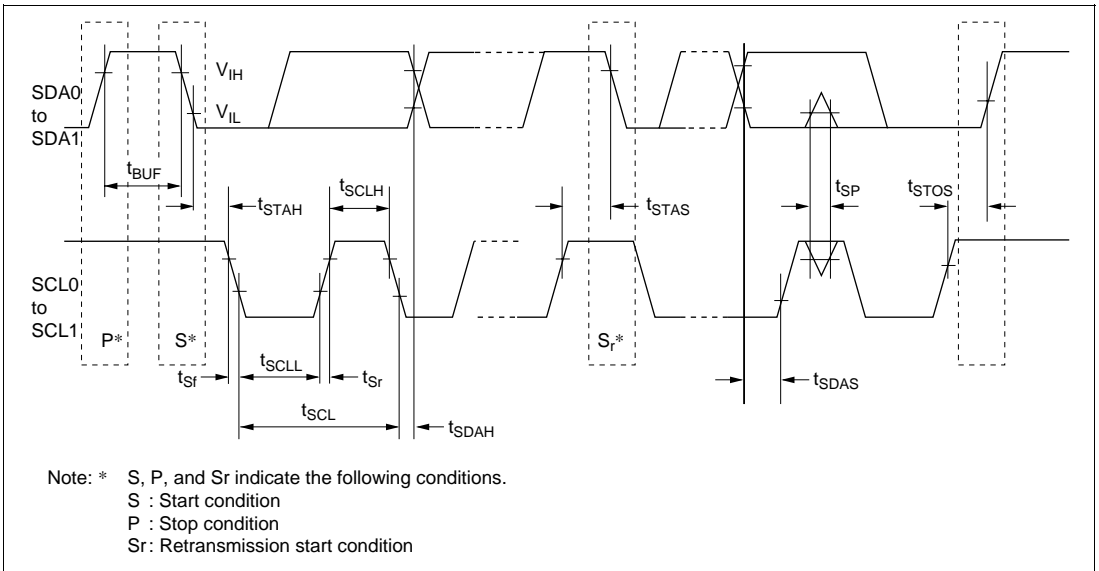 SDA0
to
SDA1
V_IH
V_IL
t_BUF
t_STAH
t_SCLH
t_STAS
t_SP
t_STOS
SCL0
to
SCL1
P*
S*
S_r*
t_Sf
t_SCLL
t_Sr
t_SDAS
t_SCL
t_SDAH
Note: * S, P, and Sr indicate the following conditions.
S : Start condition
P : Stop condition
Sr : Retransmission start condition